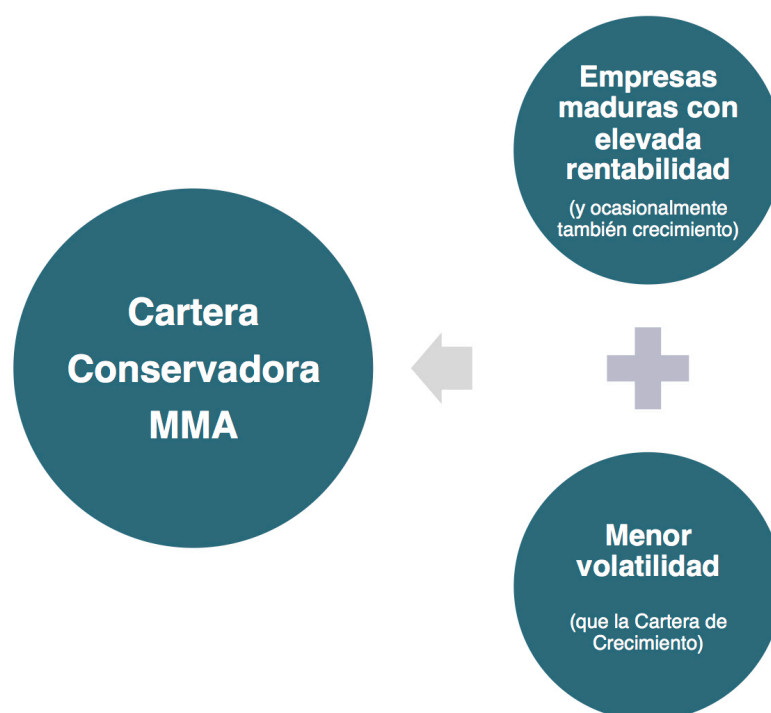 Empresas
maduras con
elevada
rentabilidad
(y ocasionalmente
también crecimiento)
Cartera
Conservadora
MMA
Menor
volatilidad
(que la Cartera de
Crecimiento)